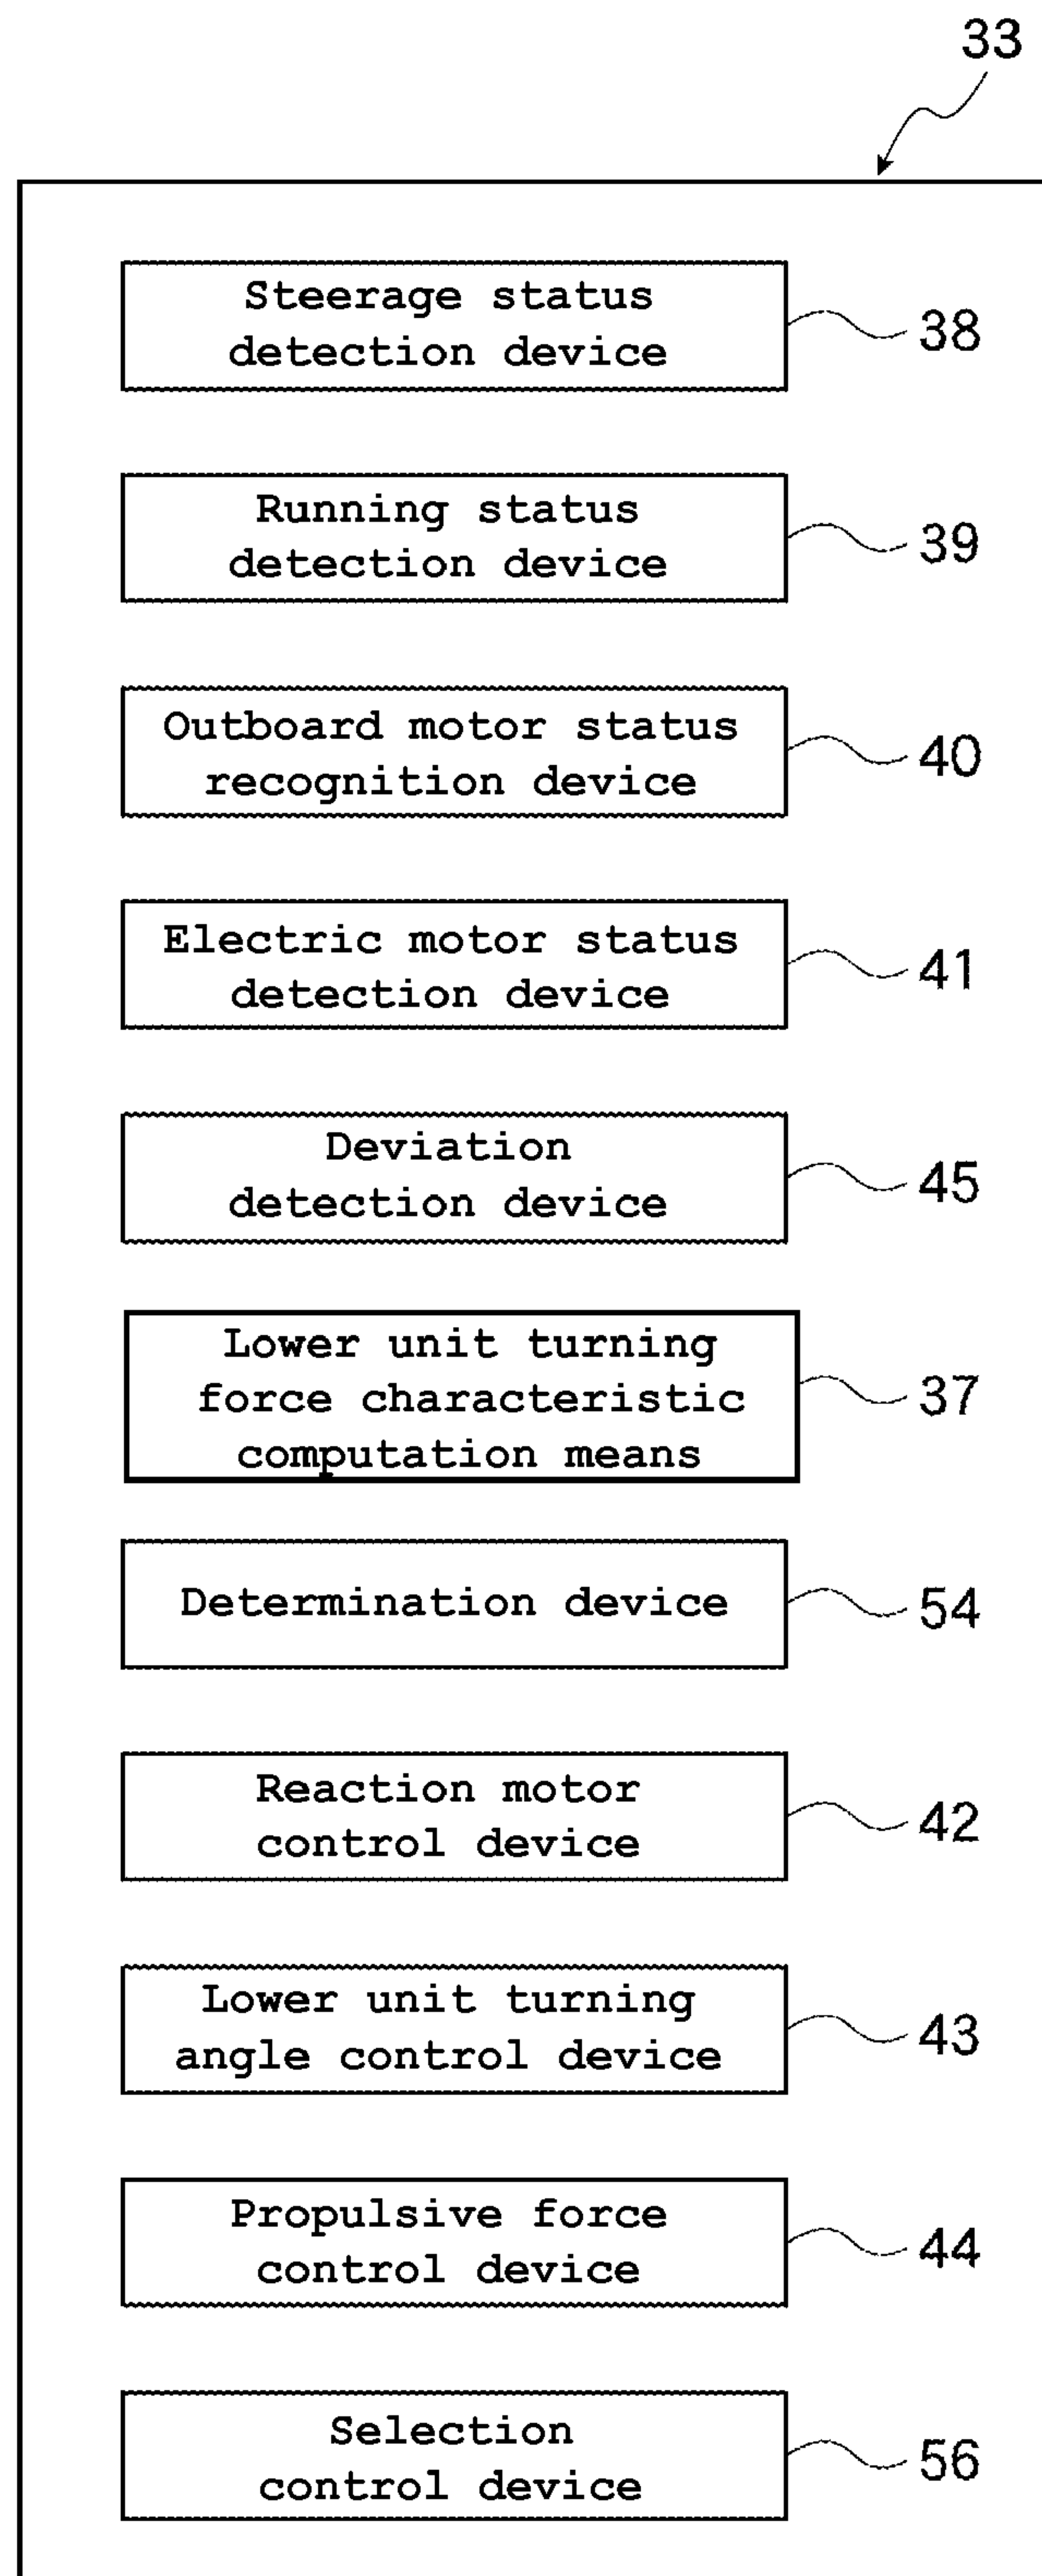 33
Steerage status
detection device
38
Running status
detection device
39
Outboard motor status
recognition device
40
Electric motor status
detection device
41
Deviation
detection device
45
Lower unit turning
force characteristic
computation means
37
Determination device
54
Reaction motor
control device
42
Lower unit turning
angle control device
43
Propulsive force
control device
44
Selection
control device
56